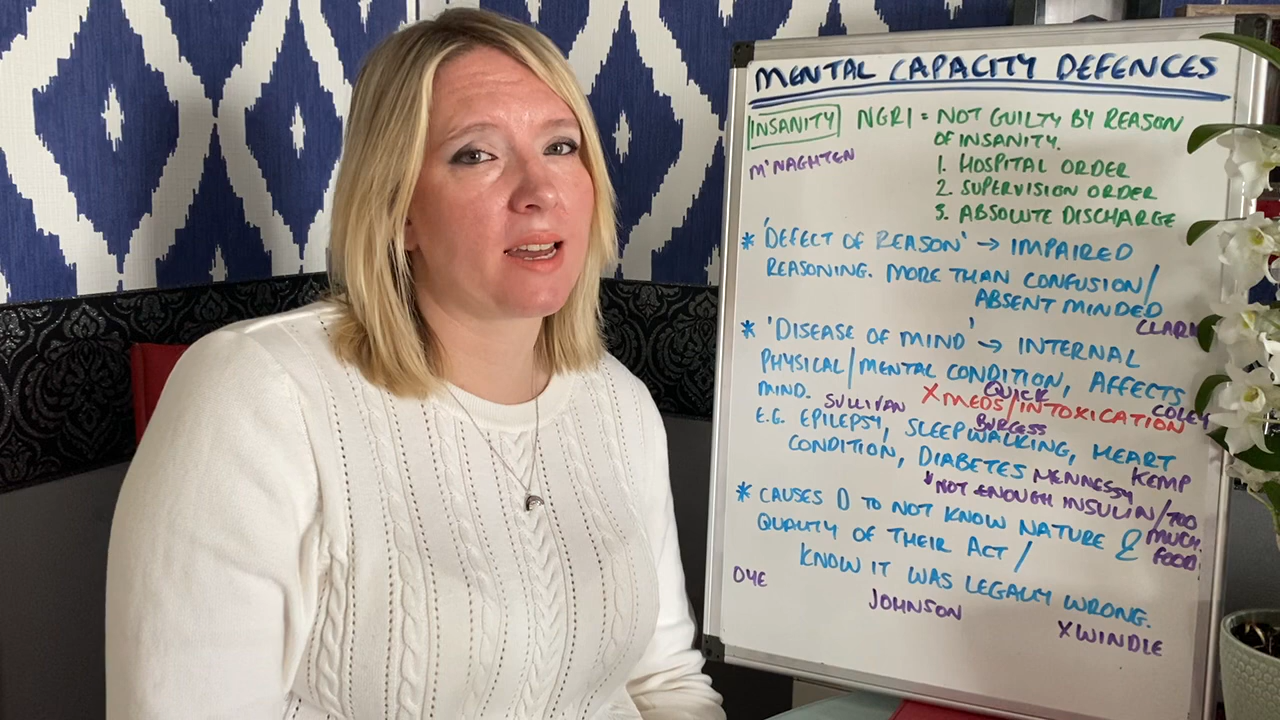 MENTAL CAPACITY DEFENCES
INSANITY NGRI = NOT GUILTY BY REASON
OF INSANITY.
M'NAGHTEN
1. HOSPITAL ORDER
2. SUPERVISION ORDER
3. ABSOLUTE DISCHARGE
* 'DEFECT OF REASON' → IMPAIRED
REASONING. MORE THAN CONFUSION/
ABSENT MINDED
CLARK
* 'DISEASE OF MIND' → INTERNAL
PHYSICAL/MENTAL CONDITION, AFFECTS
MIND. SULLIVAN X MEDS/INTOXICATION
QUICK COLEY
BURGESS
E.G. EPILEPSY, SLEEPWALKING, HEART
CONDITION, DIABETES HENNESSY KEMP
↓ NOT ENOUGH INSULIN/TOO
MUCH
FOOD
* CAUSES D TO NOT KNOW NATURE &
QUALITY OF THEIR ACT/
KNOW IT WAS LEGALLY WRONG.
DYE
JOHNSON
X WINDLE